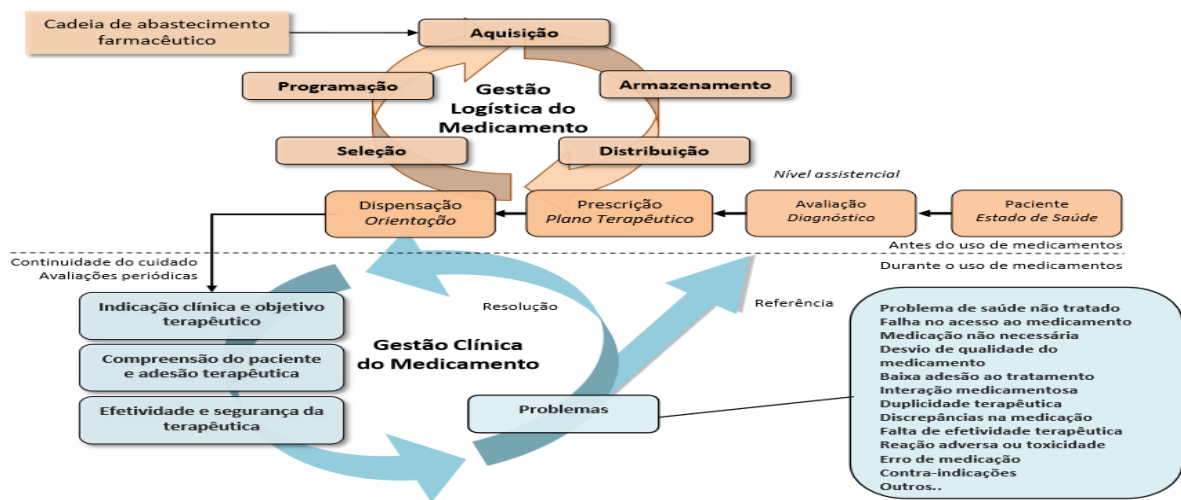 Cadeia de abastecimento
farmacêutico
Aquisição
Programação
Armazenamento
Gestão
Logística do
Medicamento
Seleção
Distribuição
Nível assistencial
Dispensação
Orientação
Prescrição
Plano Terapêutico
Avaliação
Diagnóstico
Paciente
Estado de Saúde
Antes do uso de medicamentos
Continuidade do cuidado
Avaliações periódicas
Durante o uso de medicamentos
Indicação clínica e objetivo
terapêutico
Compreensão do paciente
e adesão terapêutica
Efetividade e segurança da
terapêutica
Resolução
Referência
Gestão Clínica
do Medicamento
Problemas
Problema de saúde não tratado
Falha no acesso ao medicamento
Medicação não necessária
Desvio de qualidade do
medicamento
Baixa adesão ao tratamento
Interação medicamentosa
Duplicidade terapêutica
Discrepâncias na medicação
Falta de efetividade terapêutica
Reação adversa ou toxicidade
Erro de medicação
Contra-indicações
Outros..